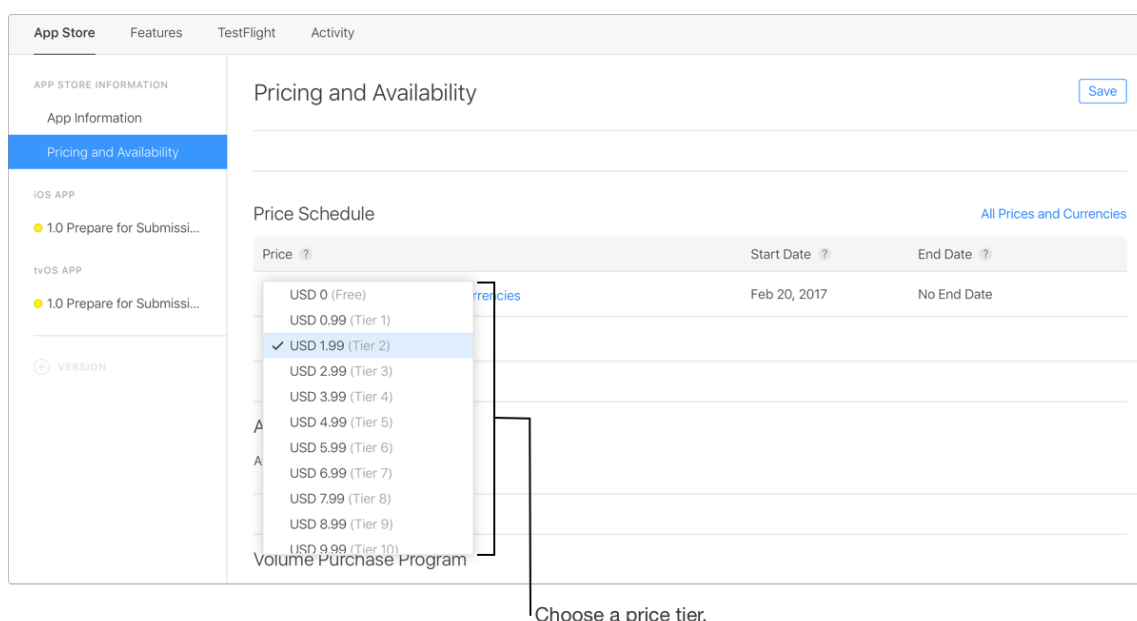 App Store Features TestFlight Activity
APP STORE INFORMATION
App Information
Pricing and Availability
iOS APP
1.0 Prepare for Submissi...
tvOS APP
1.0 Prepare for Submissi...
VERSION
Pricing and Availability
Save
Price Schedule
All Prices and Currencies
Price ? Start Date ? End Date ?
rrencies Feb 20, 2017 No End Date
USD 0 (Free)
USD 0.99 (Tier 1)
USD 1.99 (Tier 2)
USD 2.99 (Tier 3)
USD 3.99 (Tier 4)
USD 4.99 (Tier 5)
USD 5.99 (Tier 6)
USD 6.99 (Tier 7)
USD 7.99 (Tier 8)
USD 8.99 (Tier 9)
USD 9.99 (Tier 10)
A
A
Volume Purchase Program
Choose a price tier.